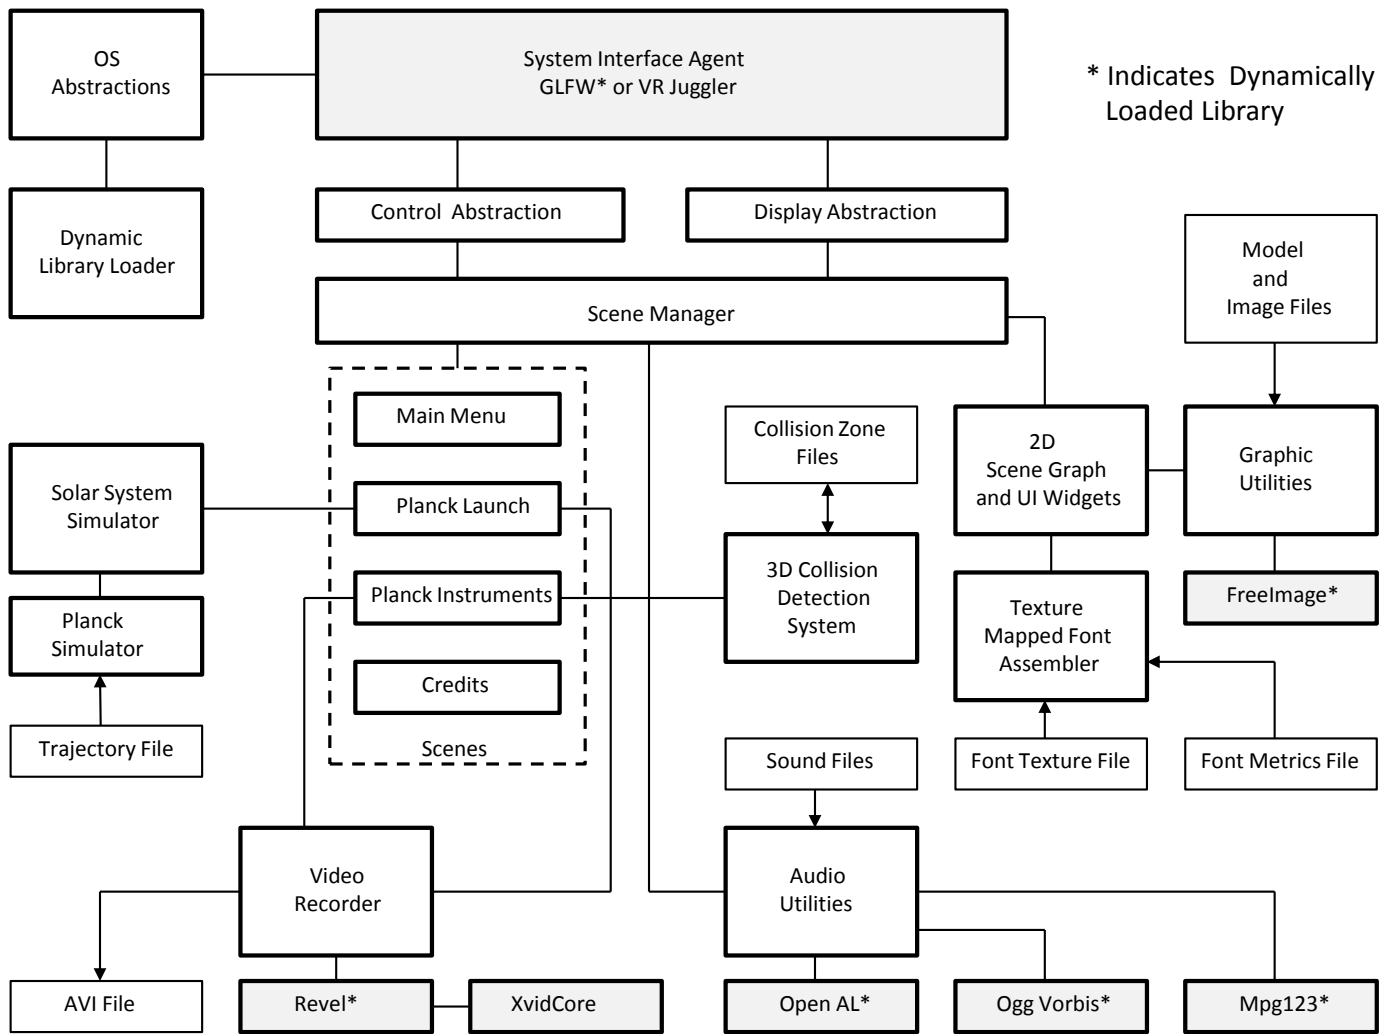 OS
Abstractions
System Interface Agent
GLFW* or VR Juggler
* Indicates Dynamically
Loaded Library
Dynamic
Library Loader
Control Abstraction
Display Abstraction
Model
and
Image Files
Scene Manager
Main Menu
Planck Launch
Planck Instruments
Credits
Scenes
Solar System
Simulator
Planck
Simulator
Trajectory File
Collision Zone
Files
3D Collision
Detection
System
2D
Scene Graph
and UI Widgets
Graphic
Utilities
FreeImage*
Texture
Mapped Font
Assembler
Font Texture File
Font Metrics File
Sound Files
Video
Recorder
Audio
Utilities
AVI File
Revel*
XvidCore
Open AL*
Ogg Vorbis*
Mpg123*